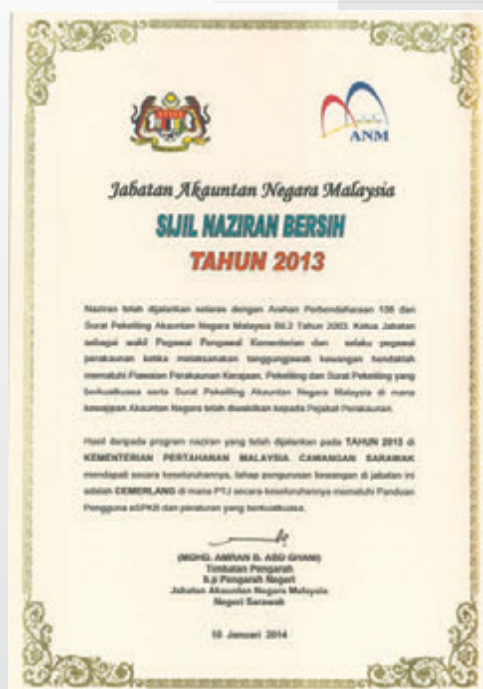 ANM
Jabatan Akauntan Negara Malaysia
SIJIL NAZIRAN BERSIH
TAHUN 2013
Naziran telah dijalankan selaras dengan Arahan Perbendaharaan 138 dan
Surat Pekeliling Akauntan Negara Malaysia Bil.2 Tahun 2003. Ketua Jabatan
sebagai wakil Pegawai Pengawal Kementerian dan selaku pegawai
perakaunan ketika melaksanakan tanggungjawab kewangan hendaklah
mematuhi Piawaian Perakaunan Kerajaan, Pekeliling dan Surat Pekeliling yang
berkuatkuasa serta Surat Pekeliling Akauntan Negara Malaysia di mana
kewajipan Akauntan Negara telah diwakilkan kepada Pejabat Perakaunan.
Hasil daripada program naziran yang telah dijalankan pada TAHUN 2013 di
KEMENTERIAN PERTAHANAN MALAYSIA CAWANGAN SARAWAK
mendapati secara keseluruhannya, tahap pengurusan kewangan di jabatan ini
adalah CEMERLANG di mana PTJ secara keseluruhannya mematuhi Panduan
Pengguna eSPKB dan peraturan yang berkuatkuasa.
(MOHD. AMRAN B. ABD GHANI)
Timbalan Pengarah
b.p Pengarah Negeri
Jabatan Akauntan Negara Malaysia
Negeri Sarawak
10 Januari 2014